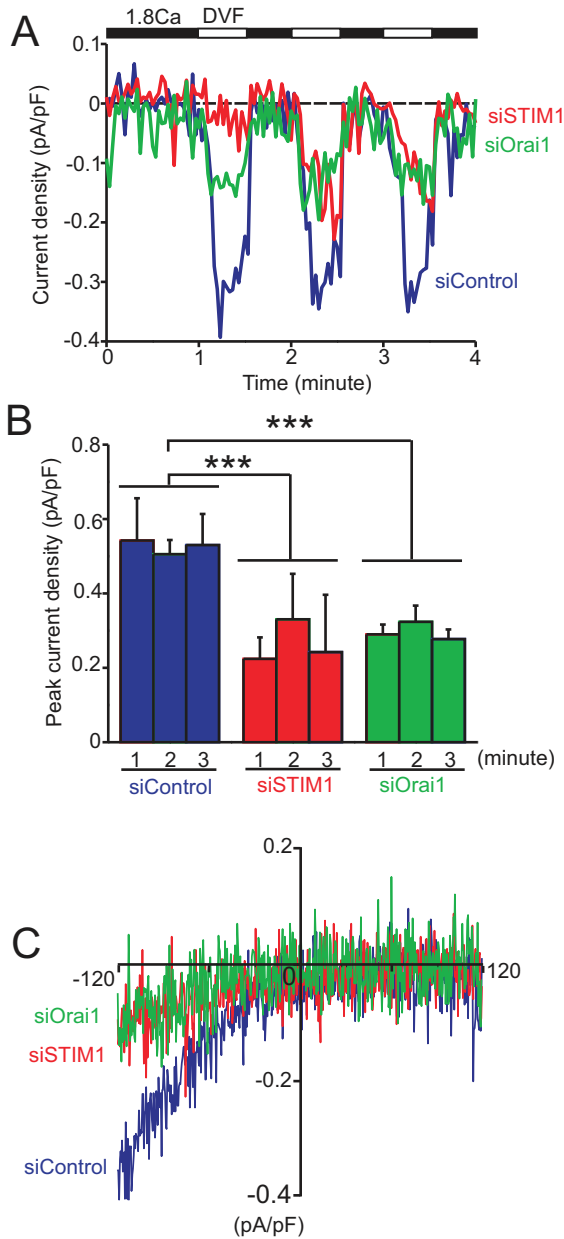 A
1.8Ca DVF
0.1
0
-0.1
-0.2
-0.3
-0.4
Current density (pA/pF)
siSTIM1
siOrai1
siControl
0 1 2 3 4
Time (minute)
B
***
***
0.8
0.6
0.4
0.2
0
Peak current density (pA/pF)
1 2 3 1 2 3 1 2 3 (minute)
siControl siSTIM1 siOrai1
C
0.2
-120 0 120
siOrai1
siSTIM1
-0.2
siControl
-0.4
(pA/pF)